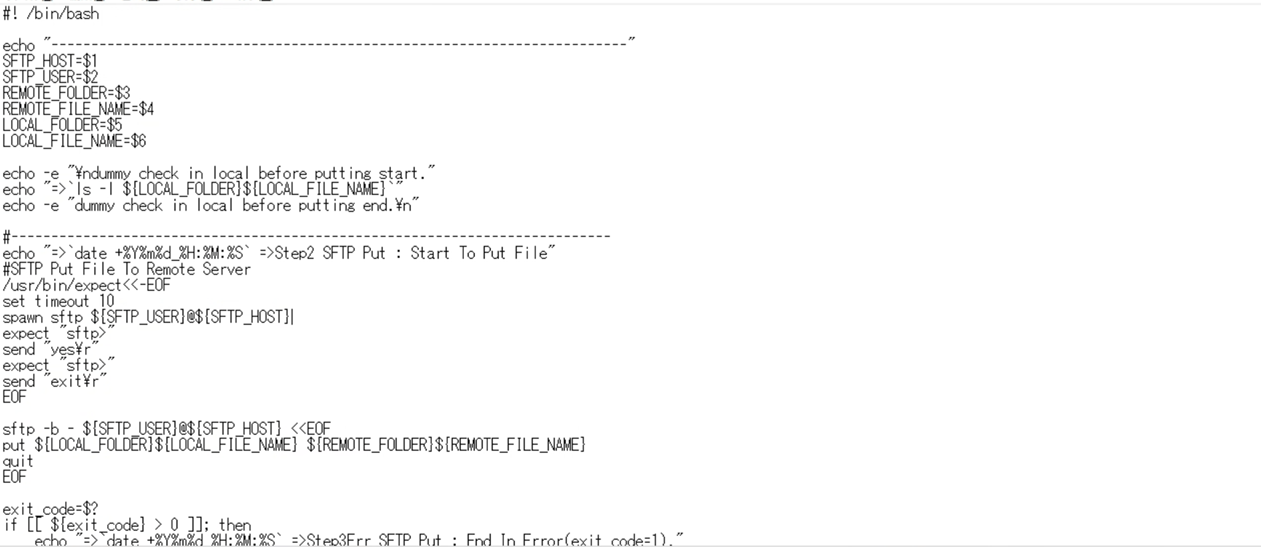 #! /bin/bash
echo "------------------------------------------------------------------------"
SFTP_HOST=$1
SFTP_USER=$2
REMOTE_FOLDER=$3
REMOTE_FILE_NAME=$4
LOCAL_FOLDER=$5
LOCAL_FILE_NAME=$6
echo -e "¥ndummy check in local before putting start."
echo "=>`ls -l ${LOCAL_FOLDER}${LOCAL_FILE_NAME}`"
echo -e "dummy check in local before putting end.¥n"
#---------------------------------------------------------------------------
echo "=>`date +%Y%m%d_%H:%M:%S` =>Step2 SFTP Put : Start To Put File"
#SFTP Put File To Remote Server
/usr/bin/expect<<-EOF
set timeout 10
spawn sftp ${SFTP_USER}@${SFTP_HOST}
expect "sftp>"
send "yes¥r"
expect "sftp>"
send "exit¥r"
EOF
sftp -b - ${SFTP_USER}@${SFTP_HOST} <<EOF
put ${LOCAL_FOLDER}${LOCAL_FILE_NAME} ${REMOTE_FOLDER}${REMOTE_FILE_NAME}
quit
EOF
exit_code=$?
if [[ ${exit_code} > 0 ]]; then
echo "=>`date +%Y%m%d_%H:%M:%S` =>Step3Err SFTP Put : End In Error(exit code=1)."